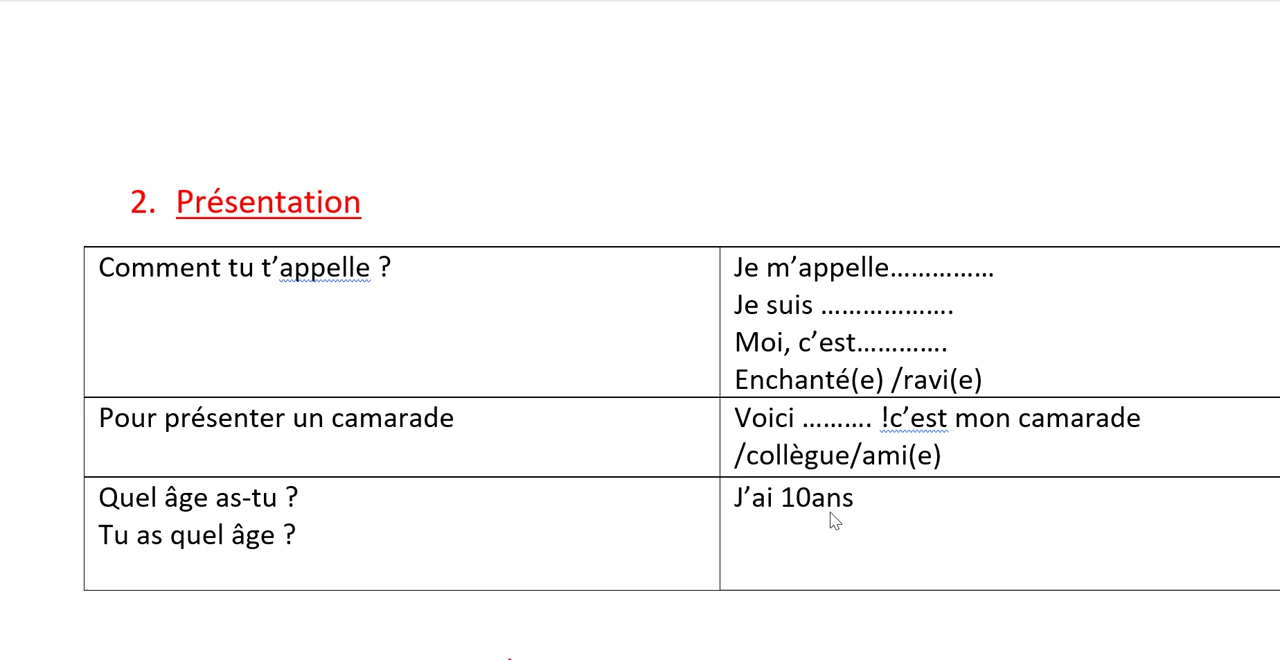 2. Présentation
Comment tu t’appelle ?
Je m’appelle……………
Je suis ……………….
Moi, c’est………….
Enchanté(e) /ravi(e)
Pour présenter un camarade
Voici ………. !c’est mon camarade
/collègue/ami(e)
Quel âge as-tu ?
Tu as quel âge ?
J’ai 10ans